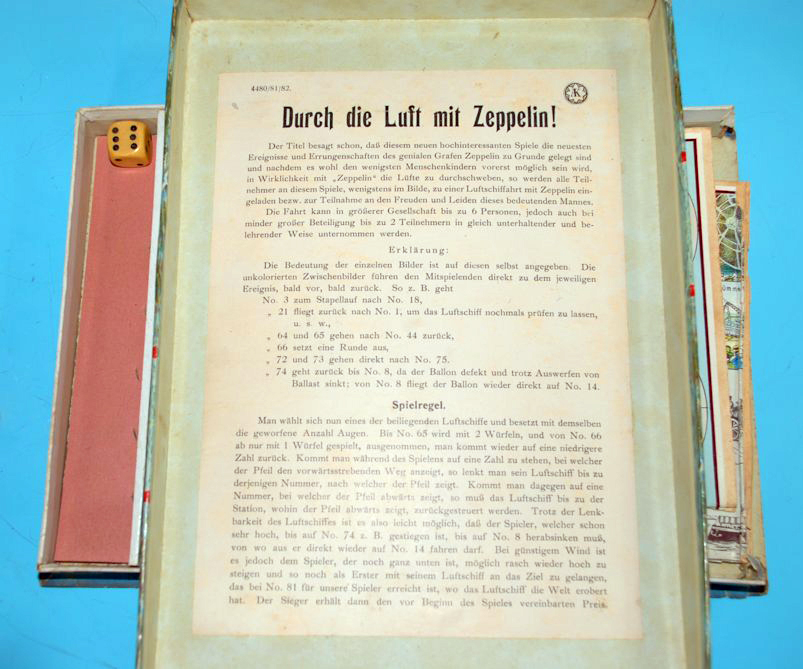 4480/81/82.
K
Durch die Luft mit Zeppelin!
Der Titel besagt schon, daß diesem neuen hochinteressanten Spiele die neuesten
Ereignisse und Errungenschaften des genialen Grafen Zeppelin zu Grunde gelegt sind
und nachdem es wohl den wenigsten Menschenkindern vorerst möglich sein wird,
in Wirklichkeit mit „Zeppelin" die Lüfte zu durchschweben, so werden alle Teil-
nehmer an diesem Spiele, wenigstens im Bilde, zu einer Luftschiffahrt mit Zeppelin ein-
geladen bezw. zur Teilnahme an den Freuden und Leiden dieses bedeutenden Mannes.
Die Fahrt kann in größerer Gesellschaft bis zu 6 Personen, jedoch auch bei
minder großer Beteiligung bis zu 2 Teilnehmern in gleich unterhaltender und be-
lehrender Weise unternommen werden.
Erklärung:
Die Bedeutung der einzelnen Bilder ist auf diesen selbst angegeben. Die
unkolorierten Zwischenbilder führen den Mitspielenden direkt zu dem jeweiligen
Ereignis, bald vor, bald zurück. So z. B. geht
No. 3 zum Stapellauf nach No. 18,
„ 21 fliegt zurück nach No. 1, um das Luftschiff nochmals prüfen zu lassen,
u. s. w.,
„ 64 und 65 gehen nach No. 44 zurück,
„ 66 setzt eine Runde aus,
„ 72 und 73 gehen direkt nach No. 75.
„ 74 geht zurück bis No. 8, da der Ballon defekt und trotz Auswerfen von
Ballast sinkt; von No. 8 fliegt der Ballon wieder direkt auf No. 14.
Spielregel.
Man wählt sich nun eines der beiliegenden Luftschiffe und besetzt mit demselben
die geworfene Anzahl Augen. Bis No. 65 wird mit 2 Würfeln, und von No. 66
ab nur mit 1 Würfel gespielt, ausgenommen, man kommt wieder auf eine niedrigere
Zahl zurück. Kommt man während des Spielens auf eine Zahl zu stehen, bei welcher
der Pfeil den vorwärtsstrebenden Weg anzeigt, so lenkt man sein Luftschiff bis zu
derjenigen Nummer, nach welcher der Pfeil zeigt. Kommt man dagegen auf eine
Nummer, bei welcher der Pfeil abwärts zeigt, so muß das Luftschiff bis zu der
Station, wohin der Pfeil abwärts zeigt, zurückgesteuert werden. Trotz der Lenk-
barkeit des Luftschiffes ist es also leicht möglich, daß der Spieler, welcher schon
sehr hoch, bis auf No. 74 z. B. gestiegen ist, bis auf No. 8 herabsinken muß,
von wo aus er direkt wieder auf No. 14 fahren darf. Bei günstigem Wind ist
es jedoch dem Spieler, der noch ganz unten ist, möglich rasch wieder hoch zu
steigen und so noch als Erster mit seinem Luftschiff an das Ziel zu gelangen,
das bei No. 81 für unsere Spieler erreicht ist, wo das Luftschiff die Welt erobert
hat. Der Sieger erhält dann den vor Beginn des Spieles vereinbarten Preis.